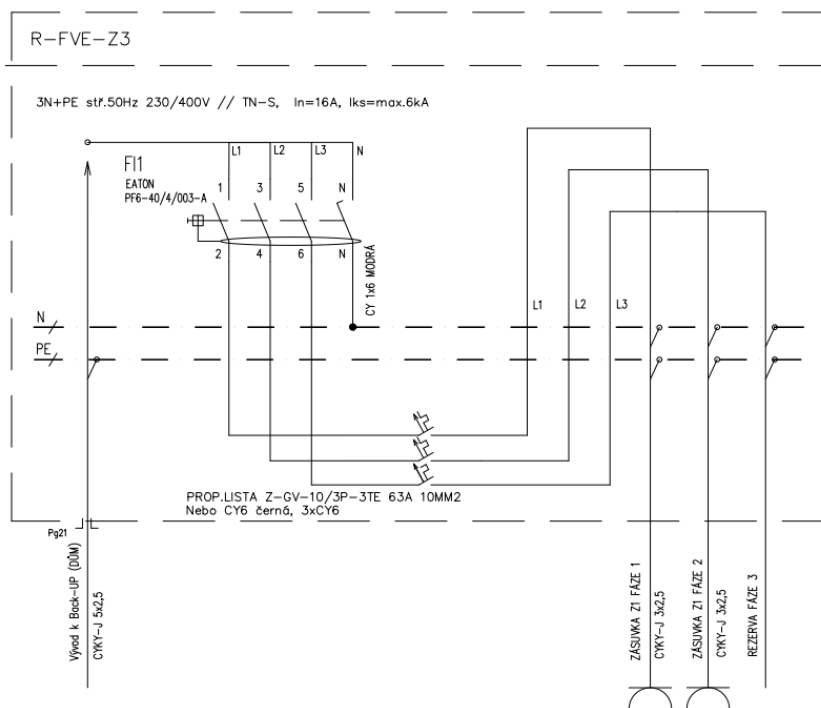 R-FVE-Z3
3N+PE stř.50Hz 230/400V // TN-S, In=16A, Iks=max.6kA
L1
L2
L3
N
FI1
EATON
PF6-40/4/003-A
1
3
5
N
2
4
6
N
CY 1x6 MODRÁ
L1
L2
L3
N
PE
PROP.LISTA Z-GV-10/3P-3TE 63A 10MM2
Nebo CY6 černá, 3xCY6
Pg21
Vývod k Back-UP (DŮM)
CYKY-J 5x2,5
ZÁSUVKA Z1 FÁZE 1
CYKY-J 3x2,5
ZÁSUVKA Z1 FÁZE 2
CYKY-J 3x2,5
REZERVA FÁZE 3